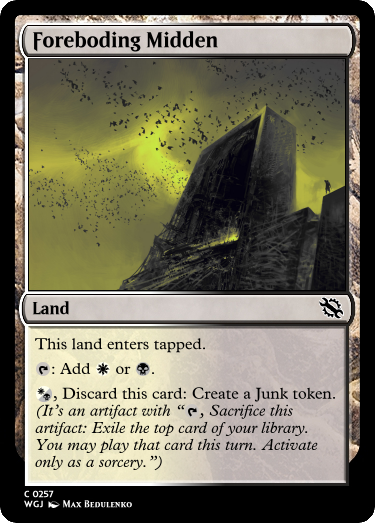 Foreboding Midden
Land
This land enters tapped.
: Add or .
, Discard this card: Create a Junk token.
(It's an artifact with “, Sacrifice this
artifact: Exile the top card of your library.
You may play that card this turn. Activate
only as a sorcery.”)
C 0257
WGJ Max Bedulenko